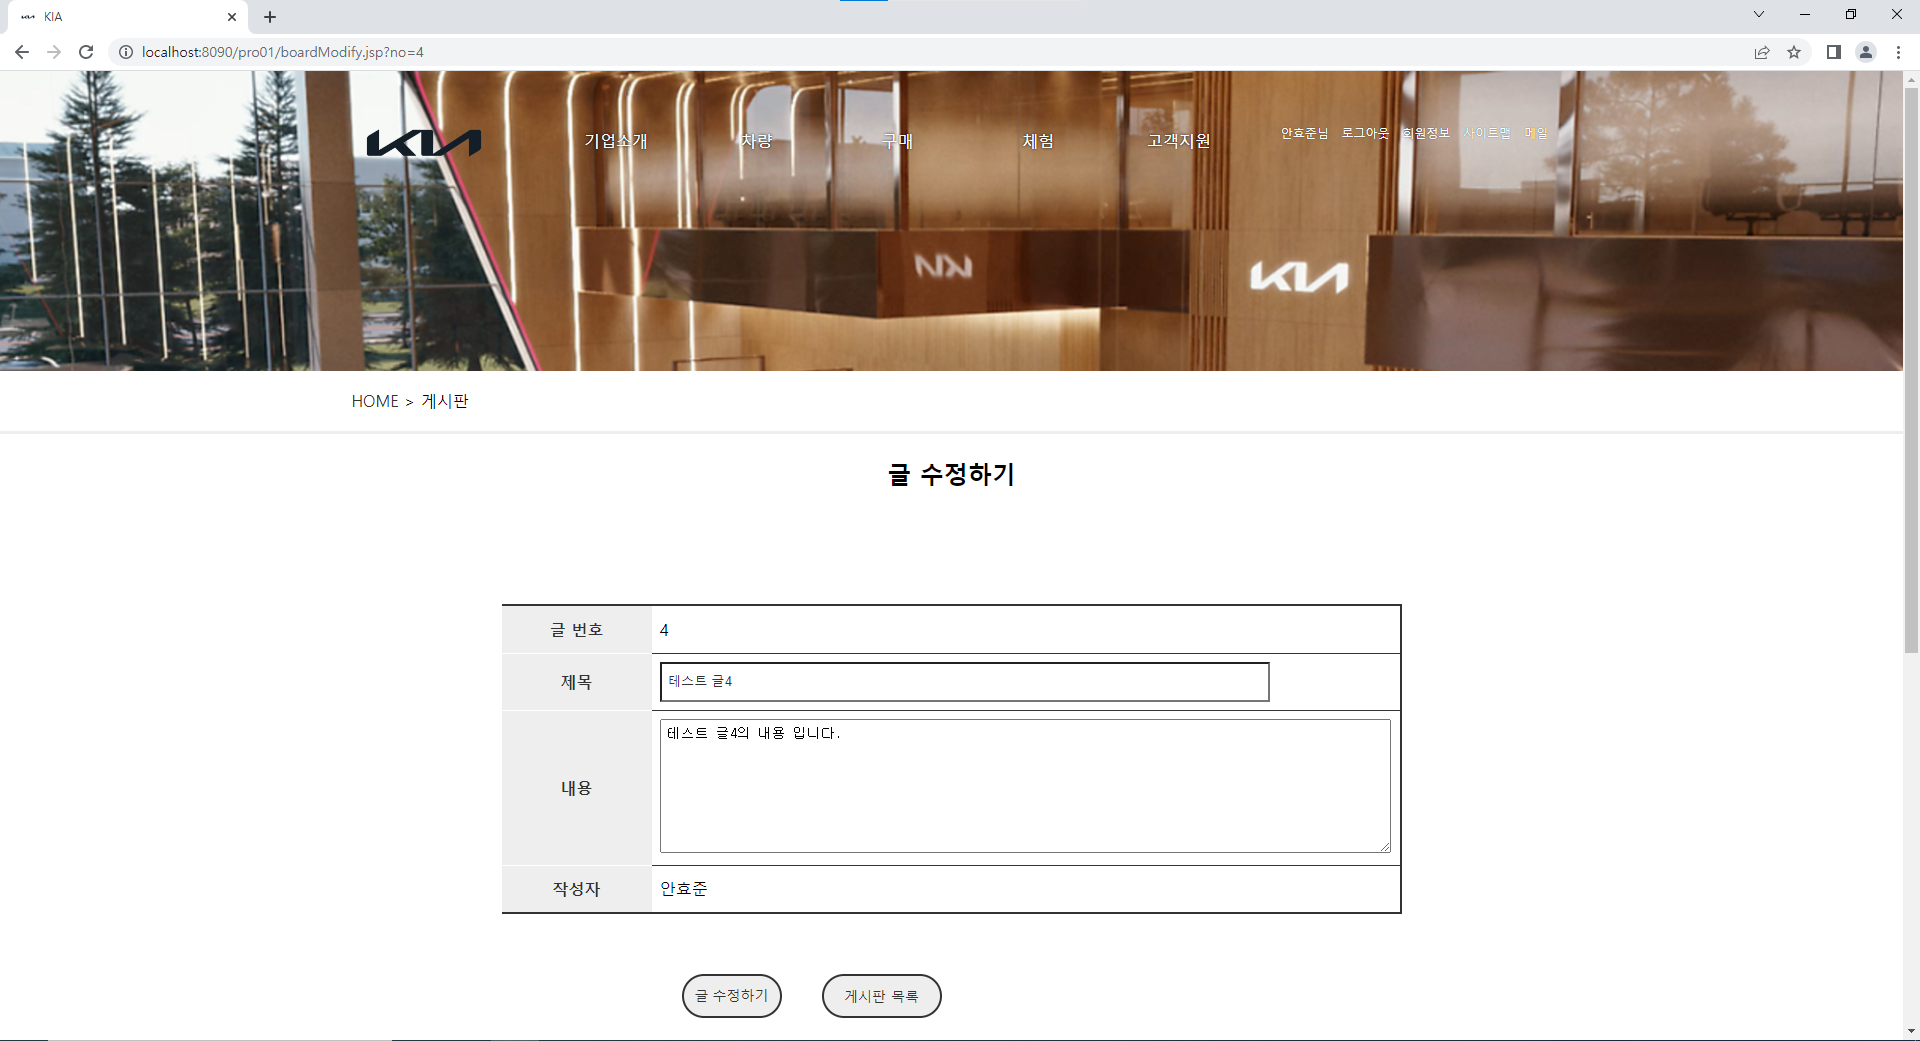 KIA
localhost:8090/pro01/boardModify.jsp?no=4
KIA 기업소개 차량 구매 체험 고객지원 안효준님 로그아웃 회원정보 사이트맵 메일
KIA
HOME > 게시판
글 수정하기
글 번호 4
제목 테스트 글4
내용 테스트 글4의 내용 입니다.
작성자 안효준
글 수정하기 게시판 목록